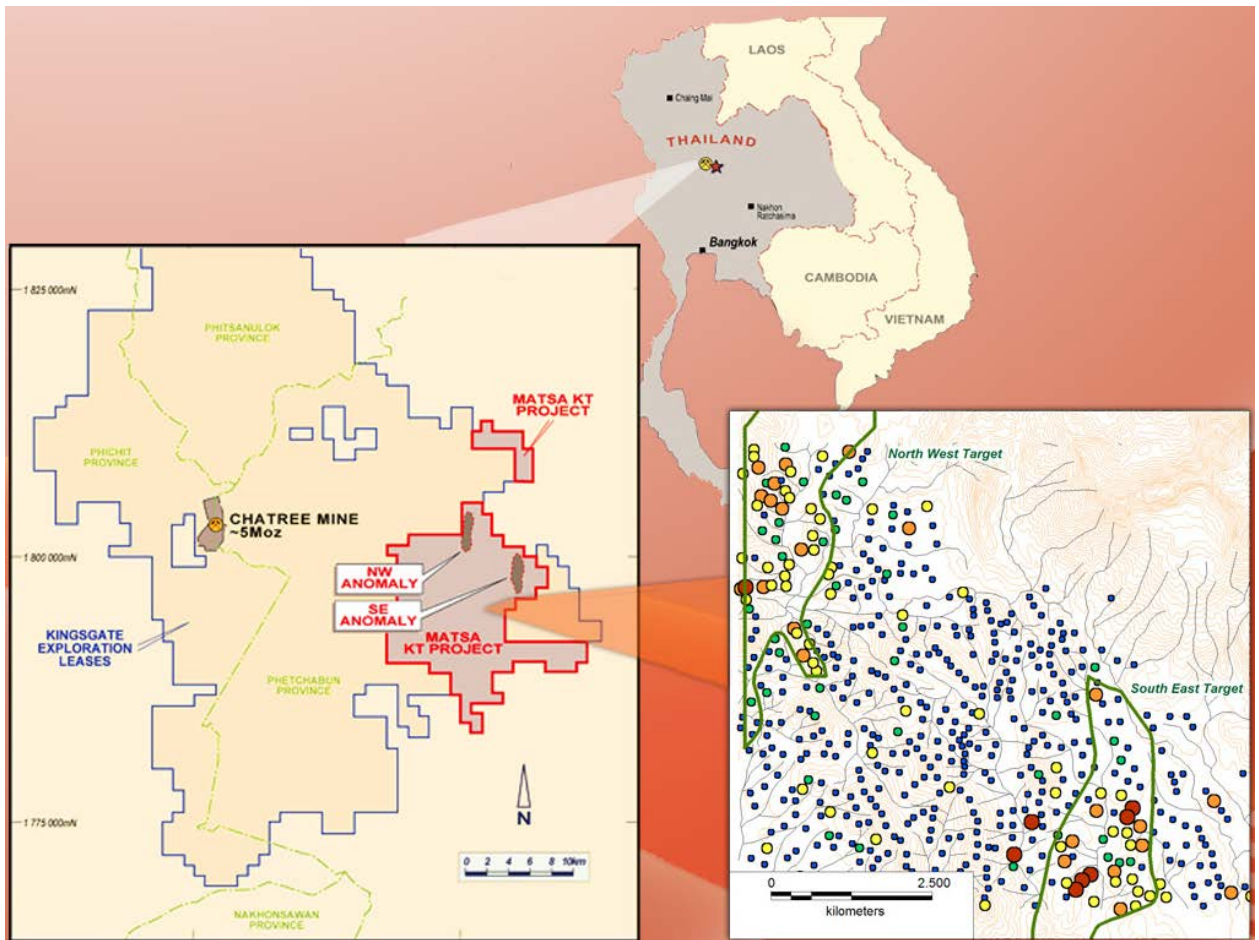 LAOS
Chaing Mai
THAILAND
Nakhon
Ratchasima
Bangkok
CAMBODIA
VIETNAM
1 825 000mN
PHITSANULOK
PROVINCE
MATSA KT
PROJECT
PHICHIT
PROVINCE
CHATREE MINE
~5Moz
1 800 000mN
NW
ANOMALY
SE
ANOMALY
KINGSGATE
EXPLORATION
LEASES
MATSA
KT PROJECT
PHETCHABUN
PROVINCE
N
1 775 000mN
0 2 4 6 8 10km
NAKHONSAWAN
PROVINCE
North West Target
South East Target
0 2.500
kilometers